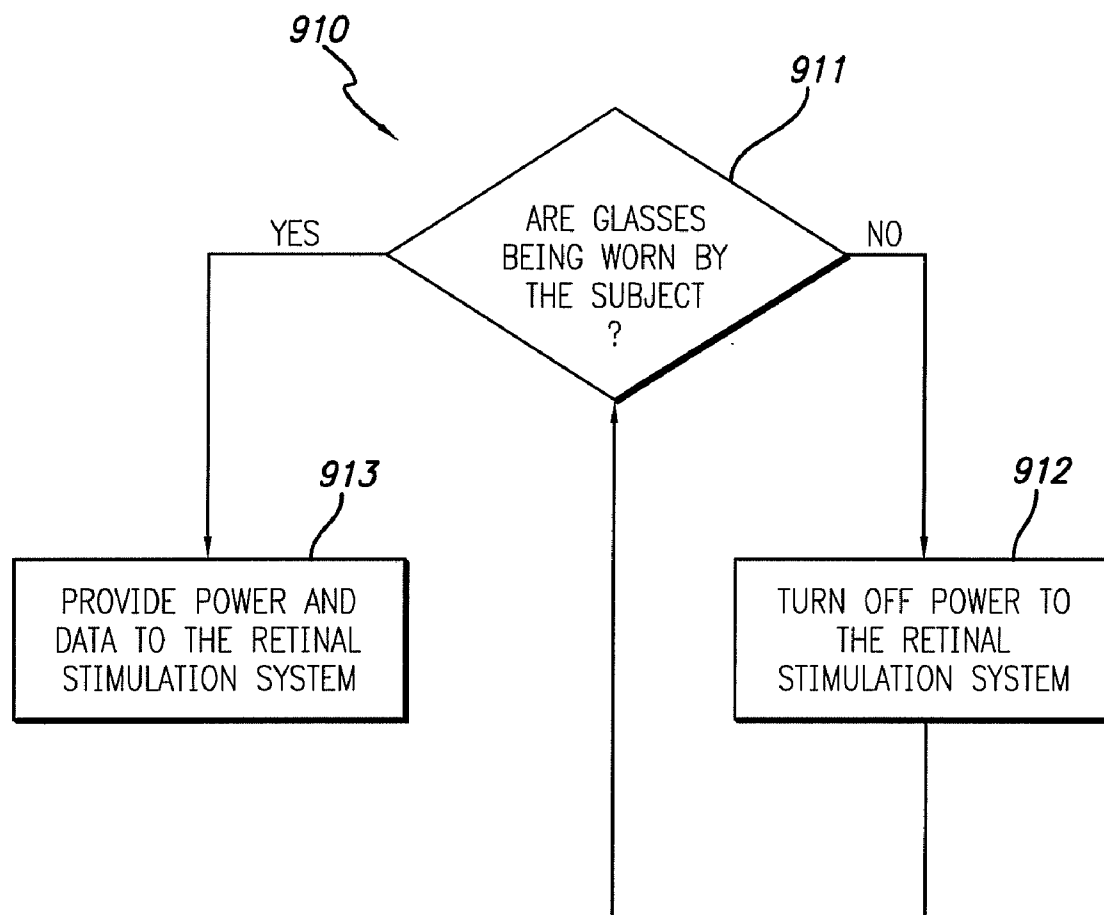 910
911
ARE GLASSES
BEING WORN BY
THE SUBJECT
?
YES
NO
913
912
PROVIDE POWER AND
DATA TO THE RETINAL
STIMULATION SYSTEM
TURN OFF POWER TO
THE RETINAL
STIMULATION SYSTEM